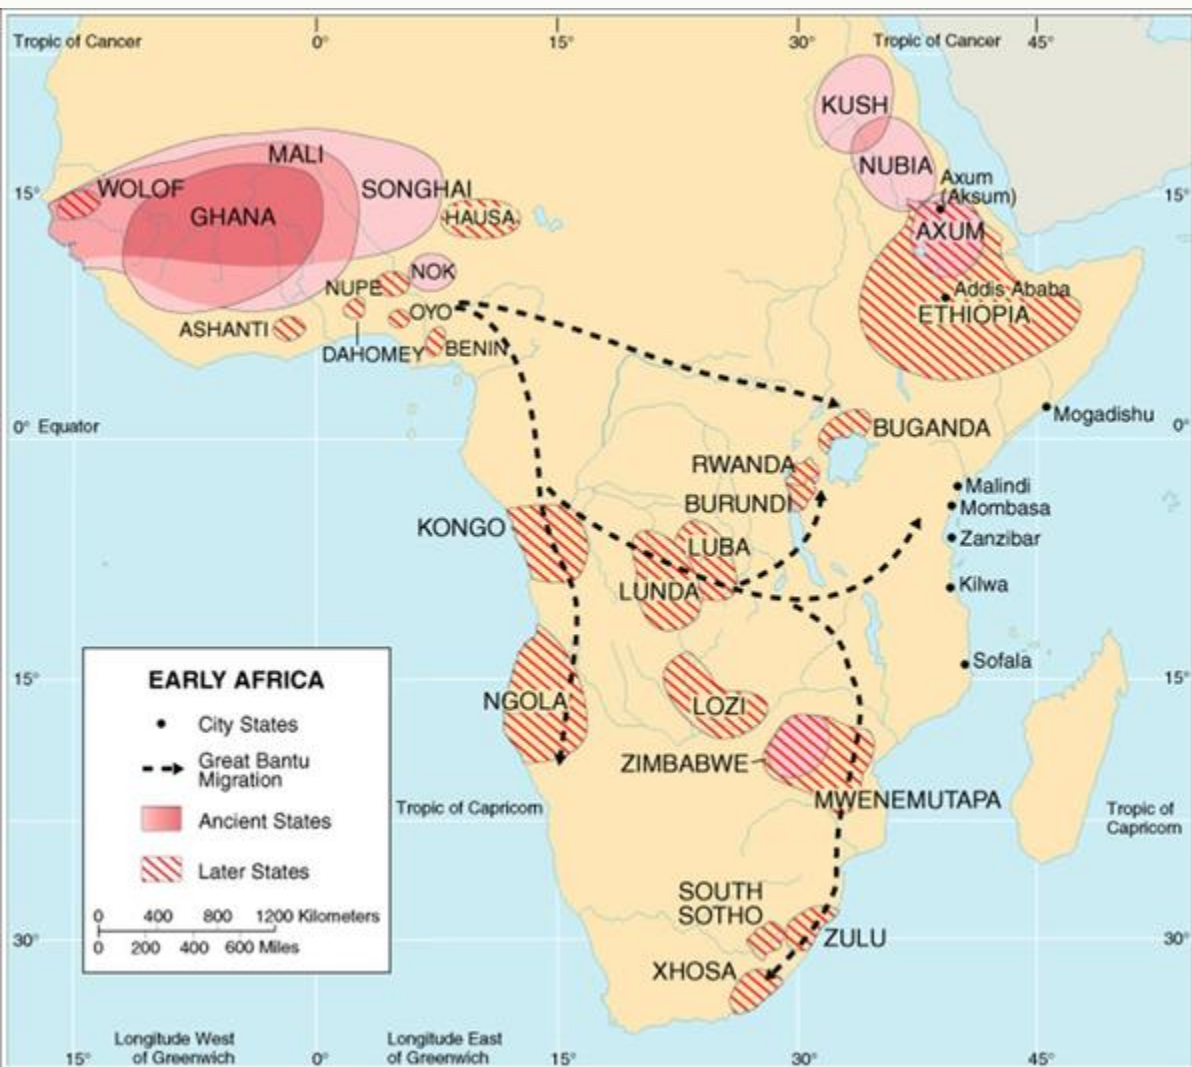 Tropic of Cancer
0°
15°
30°
Tropic of Cancer
45°
KUSH
NUBIA
Axum
(Aksum)
AXUM
Addis Ababa
ETHIOPIA
15°
MALI
WOLOF
SONGHAI
GHANA
HAUSA
NOK
NUPE
OYO
ASHANTI
DAHOMEY
BENIN
Mogadishu
0° Equator
0°
BUGANDA
RWANDA
BURUNDI
Malindi
Mombasa
Zanzibar
Kilwa
KONGO
LUBA
LUNDA
Sofala
15°
15°
NGOLA
LOZI
ZIMBABWE
MWENEMUTAPA
Tropic of Capricorn
Tropic of
Capricorn
EARLY AFRICA
City States
Great Bantu
Migration
Ancient States
Later States
0 400 800 1200 Kilometers
0 200 400 600 Miles
SOUTH
SOTHO
ZULU
XHOSA
30°
30°
Longitude West
of Greenwich
Longitude East
of Greenwich
15°
0°
15°
30°
45°